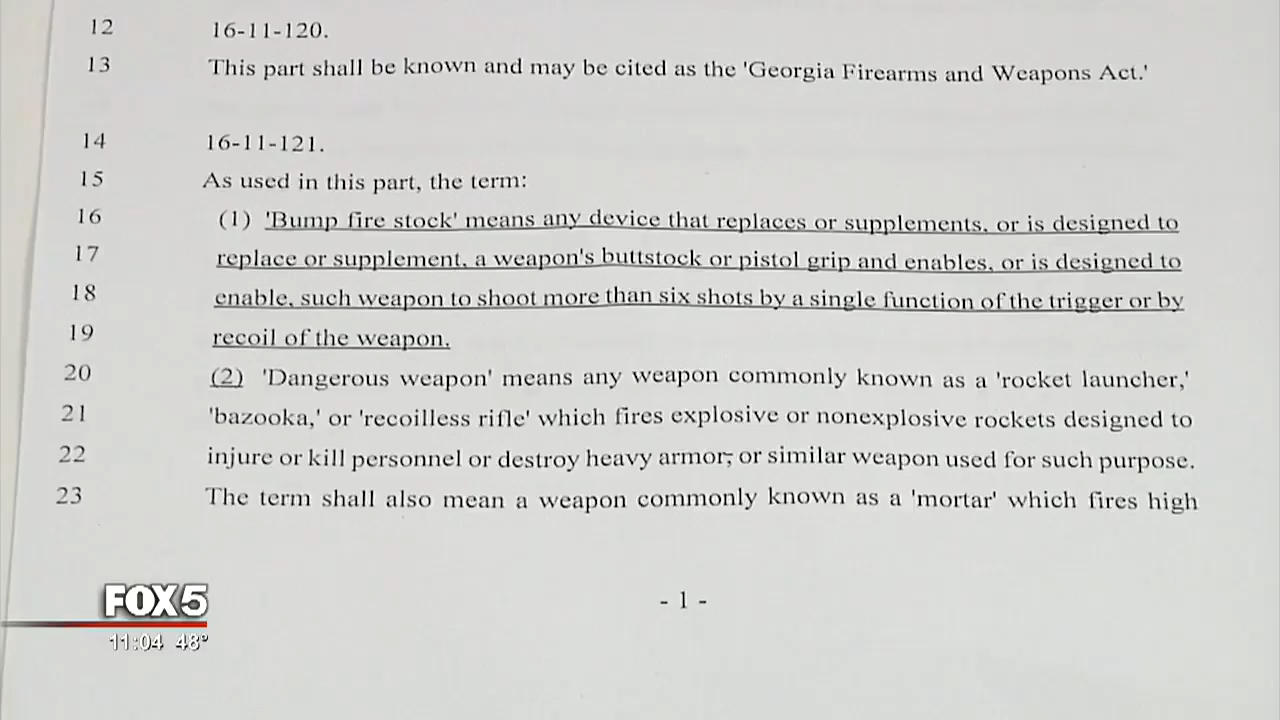 12 16-11-120.
13 This part shall be known and may be cited as the 'Georgia Firearms and Weapons Act.'
14 16-11-121.
15 As used in this part, the term:
16 (1) 'Bump fire stock' means any device that replaces or supplements, or is designed to
17 replace or supplement, a weapon's buttstock or pistol grip and enables, or is designed to
18 enable, such weapon to shoot more than six shots by a single function of the trigger or by
19 recoil of the weapon.
20 (2) 'Dangerous weapon' means any weapon commonly known as a 'rocket launcher,'
21 'bazooka,' or 'recoilless rifle' which fires explosive or nonexplosive rockets designed to
22 injure or kill personnel or destroy heavy armor, or similar weapon used for such purpose.
23 The term shall also mean a weapon commonly known as a 'mortar' which fires high
- 1 -
FOX 5
11:04 48°